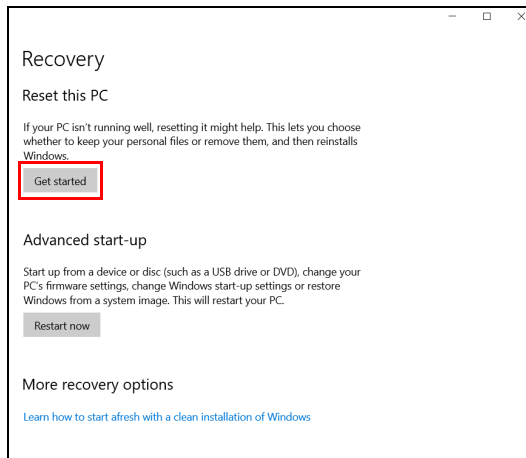 Recovery
Reset this PC
If your PC isn't running well, resetting it might help. This lets you choose
whether to keep your personal files or remove them, and then reinstalls
Windows.
Get started
Advanced start-up
Start up from a device or disc (such as a USB drive or DVD), change your
PC's firmware settings, change Windows start-up settings or restore
Windows from a system image. This will restart your PC.
Restart now
More recovery options
Learn how to start afresh with a clean installation of Windows